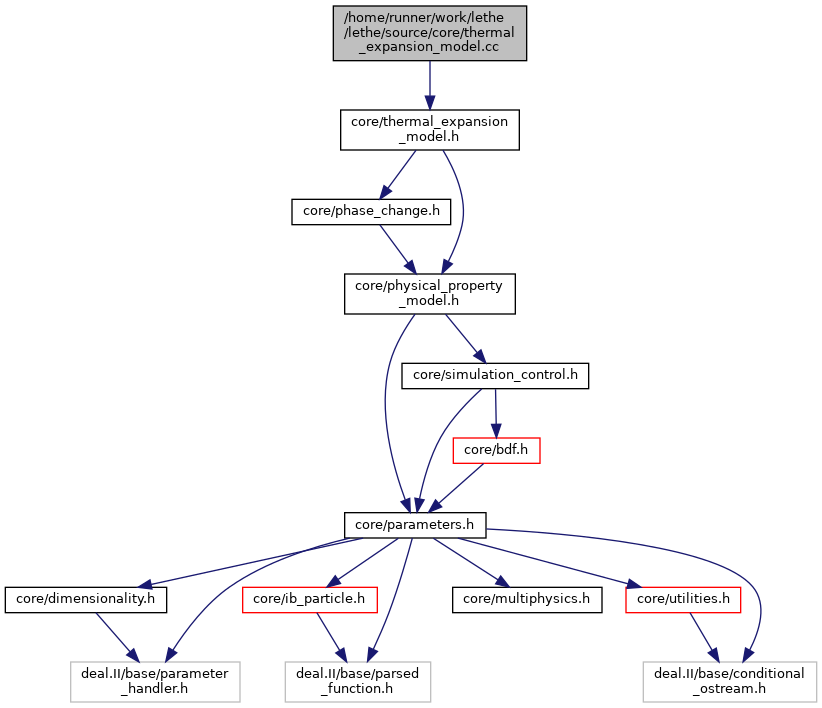 /home/runner/work/lethe
/lethe/source/core/thermal
_expansion_model.cc
core/thermal_expansion
_model.h
core/phase_change.h
core/physical_property
_model.h
core/simulation_control.h
core/bdf.h
core/parameters.h
core/dimensionality.h
core/ib_particle.h
core/multiphysics.h
core/utilities.h
deal.II/base/parameter
_handler.h
deal.II/base/parsed
_function.h
deal.II/base/conditional
_ostream.h